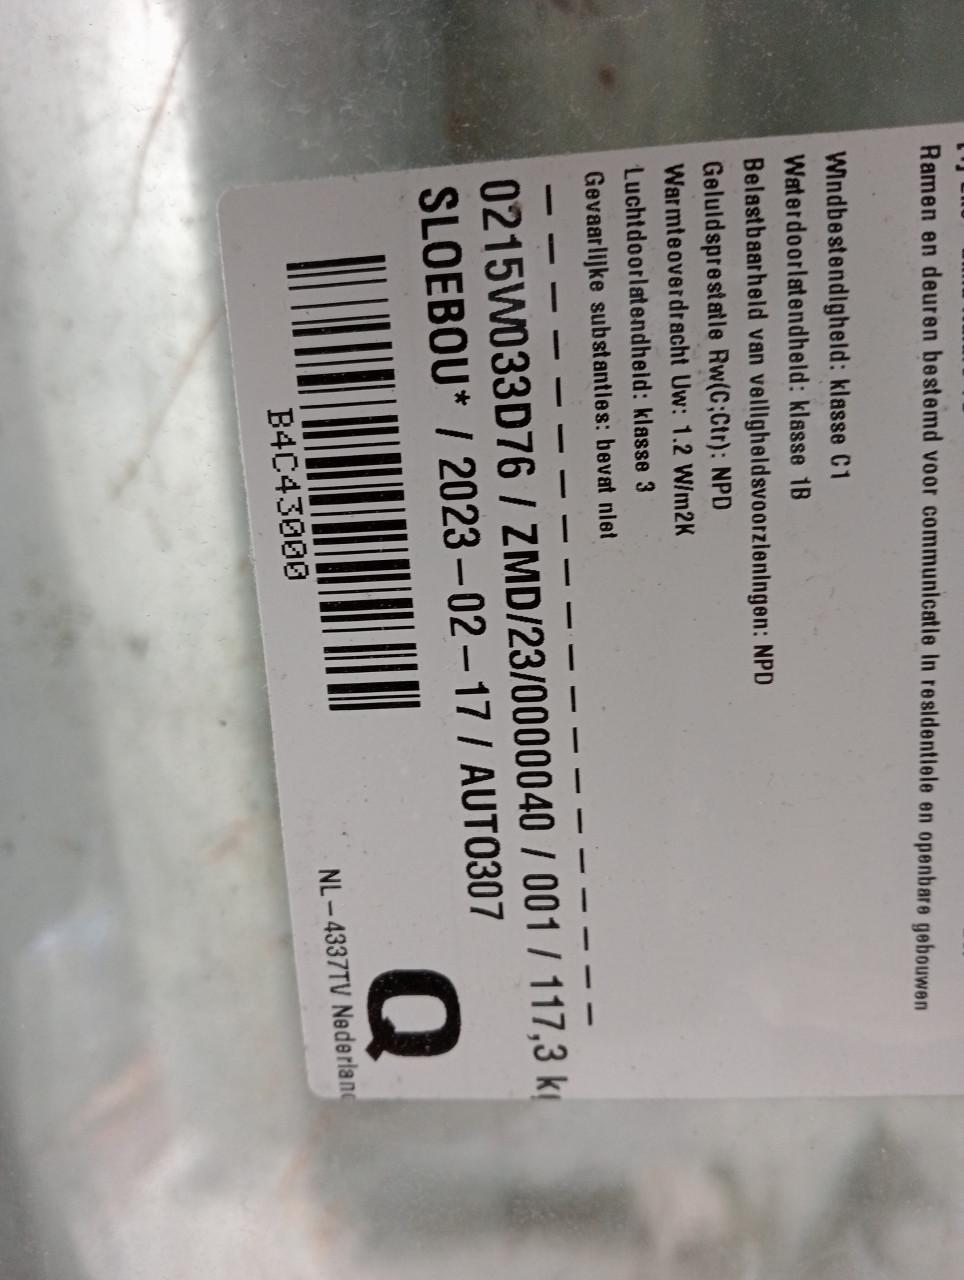 Ramen en deuren bestemd voor communicatie in residentiele en openbare gebouwen
Windbestendigheid: klasse C1
Waterdoorlatendheid: klasse 1B
Belastbaarheid van veiligheidsvoorzieningen: NPD
Geluidsprestatie Rw(C;Ctr): NPD
Warmteoverdracht Uw: 1.2 W/m2K
Luchtdoorlatendheid: klasse 3
Gevaarlijke substanties: bevat niet
0215W033D76 / ZMD/23/0000040 / 001 / 117,3 k
SLOEBOU* / 2023-02-17 / AUTO307
Q
B4C43000
NL-4337TV Nederland